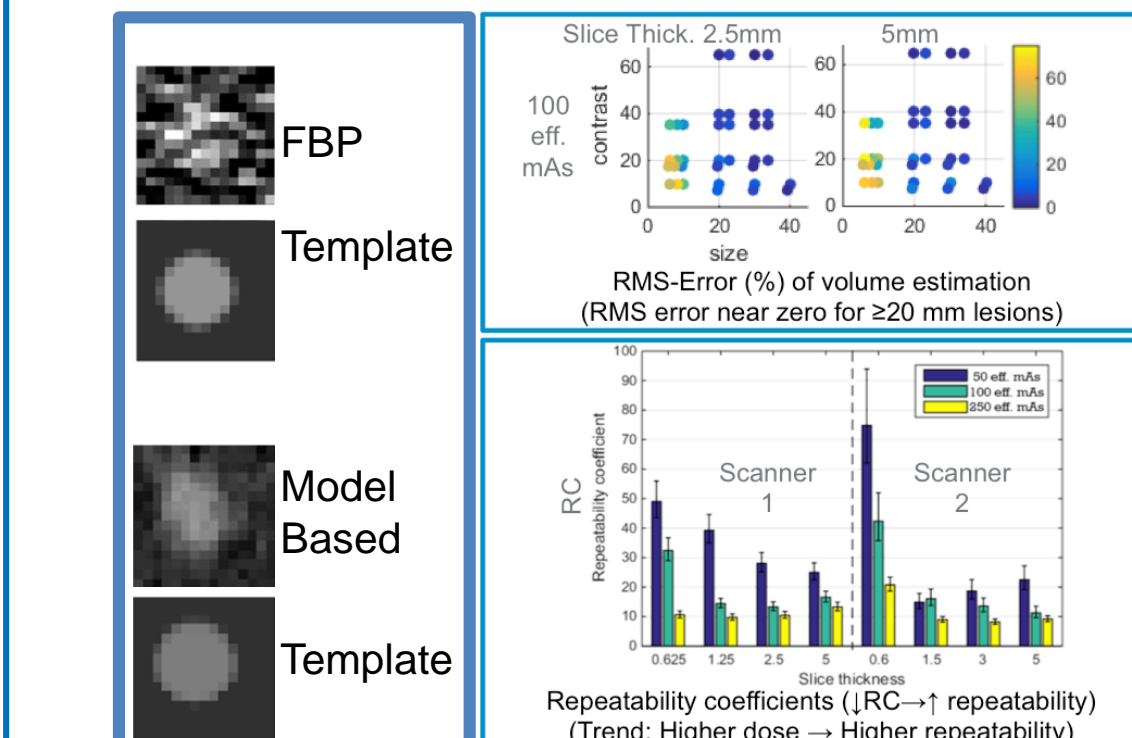 FBP
Template
Model
Based
Template
Slice Thick. 2.5mm 5mm
100
eff.
mAs
contrast
60
40
20
0
0 20 40
60
40
20
0
0 20 40
60
40
20
0
size
RMS-Error (%) of volume estimation
(RMS error near zero for ≥20 mm lesions)
RC
Repeatability coefficient
100
90
80
70
60
50
40
30
20
10
0
50 eff. mAs
100 eff. mAs
250 eff. mAs
Scanner
1
Scanner
2
0.625 1.25 2.5 5 0.6 1.5 3 5
Slice thickness
Repeatability coefficients (↓RC→↑ repeatability)
(Trend: Higher dose → Higher repeatability)